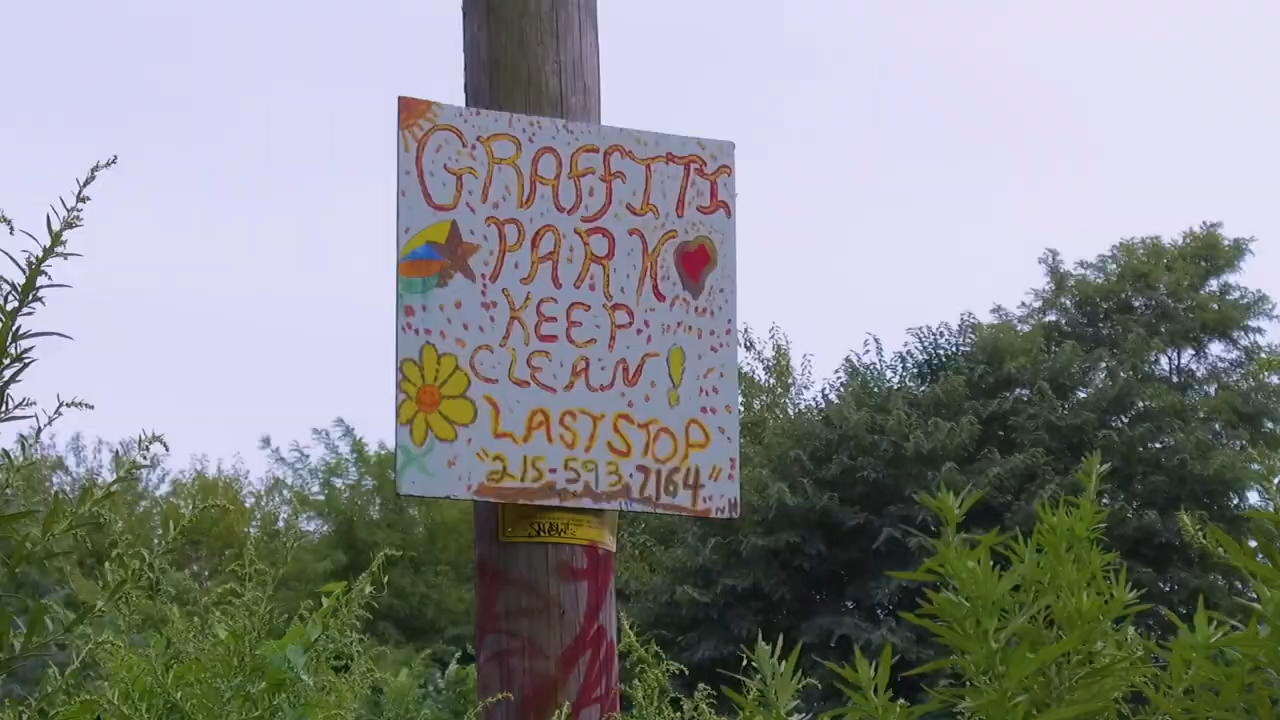 GRAFFITI
PARK
KEEP
CLEAN!
LAST STOP
"215-593-7164"